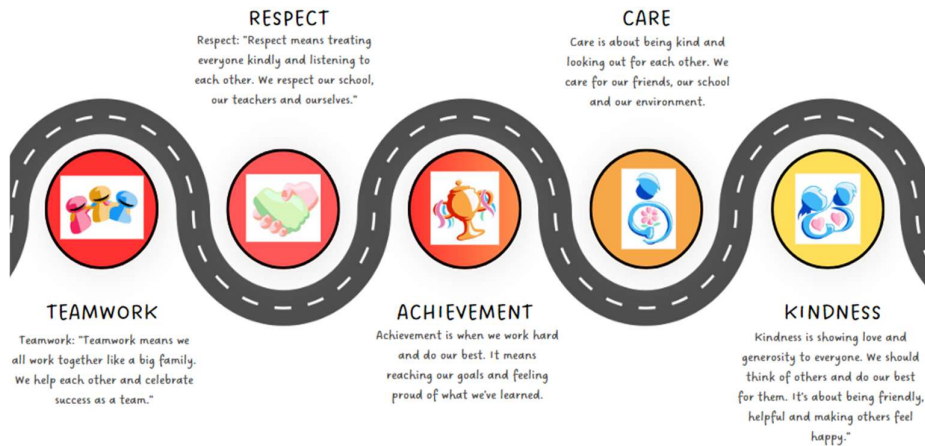 RESPECT
Respect: "Respect means treating
everyone kindly and listening to
each other. We respect our school,
our teachers and ourselves."
CARE
Care is about being kind and
looking out for each other. We
care for our friends, our school
and our environment.
TEAMWORK
Teamwork: "Teamwork means we
all work together like a big family.
We help each other and celebrate
success as a team."
ACHIEVEMENT
Achievement is when we work hard
and do our best. It means
reaching our goals and feeling
proud of what we've learned.
KINDNESS
Kindness is showing love and
generosity to everyone. We should
think of others and do our best
for them. It's about being friendly,
helpful and making others feel
happy."